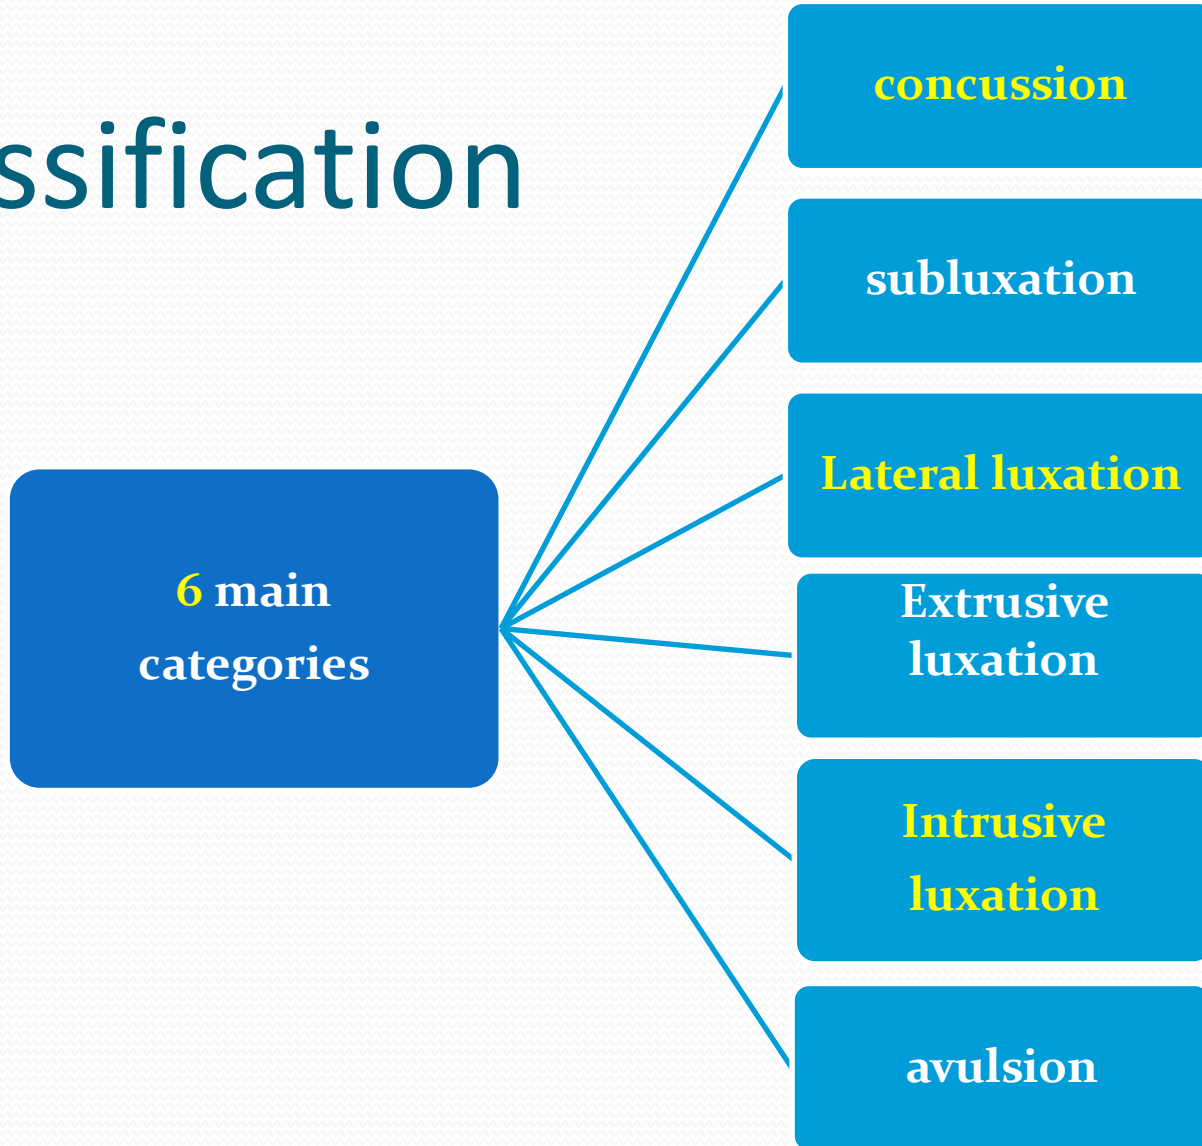 ssification
6 main
categories
concussion
subluxation
Lateral luxation
Extrusive
luxation
Intrusive
luxation
avulsion